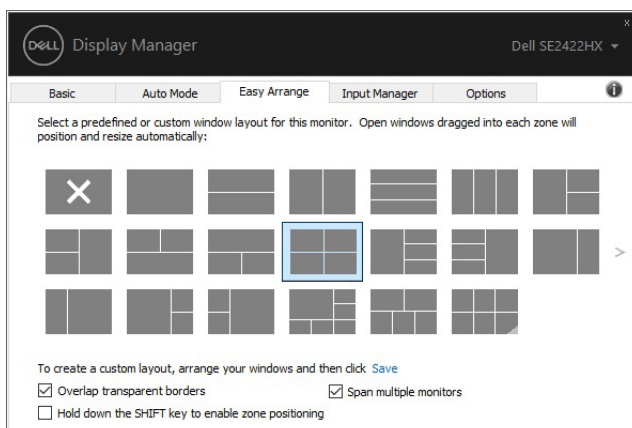 DELL Display Manager Dell SE2422HX
Basic Auto Mode Easy Arrange Input Manager Options
Select a predefined or custom window layout for this monitor. Open windows dragged into each zone will
position and resize automatically:
To create a custom layout, arrange your windows and then click Save
Overlap transparent borders Span multiple monitors
Hold down the SHIFT key to enable zone positioning